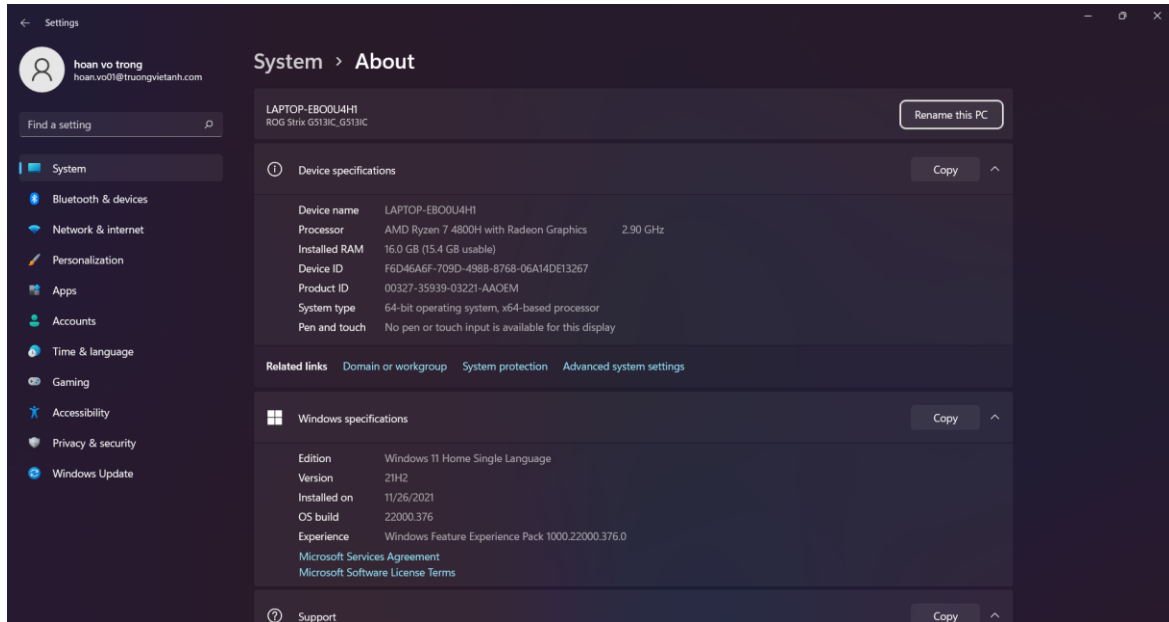 Settings
hoan vo trong
hoan.vo01@truongvietanh.com
Find a setting
System
Bluetooth & devices
Network & internet
Personalization
Apps
Accounts
Time & language
Gaming
Accessibility
Privacy & security
Windows Update
System > About
LAPTOP-EBO0U4H1
ROG Strix G513IC_G513IC
Rename this PC
Device specifications
Copy
Device name LAPTOP-EBO0U4H1
Processor AMD Ryzen 7 4800H with Radeon Graphics 2.90 GHz
Installed RAM 16.0 GB (15.4 GB usable)
Device ID F6D46A6F-709D-4988-8768-06A14DE13267
Product ID 00327-35939-03221-AAOEM
System type 64-bit operating system, x64-based processor
Pen and touch No pen or touch input is available for this display
Related links Domain or workgroup System protection Advanced system settings
Windows specifications
Copy
Edition Windows 11 Home Single Language
Version 21H2
Installed on 11/26/2021
OS build 22000.376
Experience Windows Feature Experience Pack 1000.22000.376.0
Microsoft Services Agreement
Microsoft Software License Terms
Support
Copy